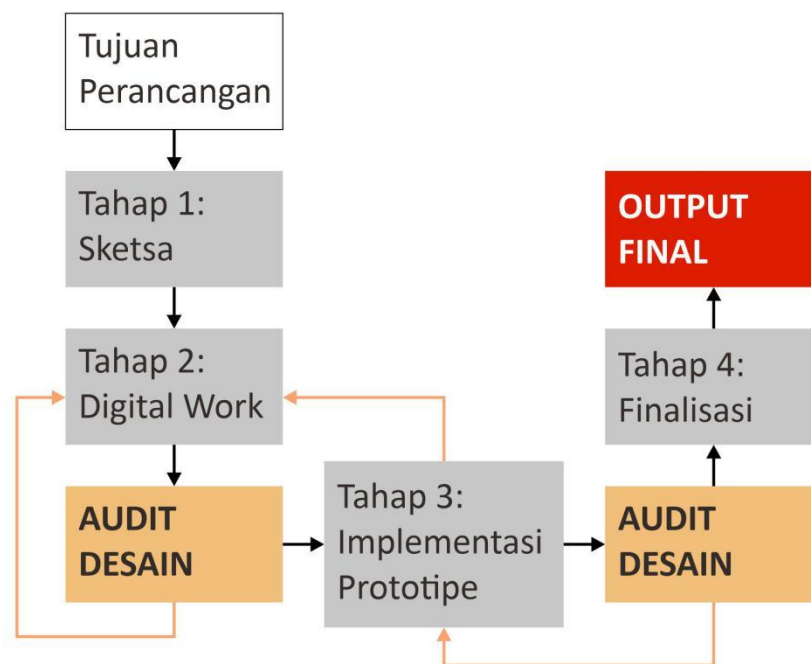 Tujuan
Perancangan
Tahap 1:
Sketsa
Tahap 2:
Digital Work
AUDIT
DESAIN
Tahap 3:
Implementasi
Prototipe
AUDIT
DESAIN
Tahap 4:
Finalisasi
OUTPUT
FINAL